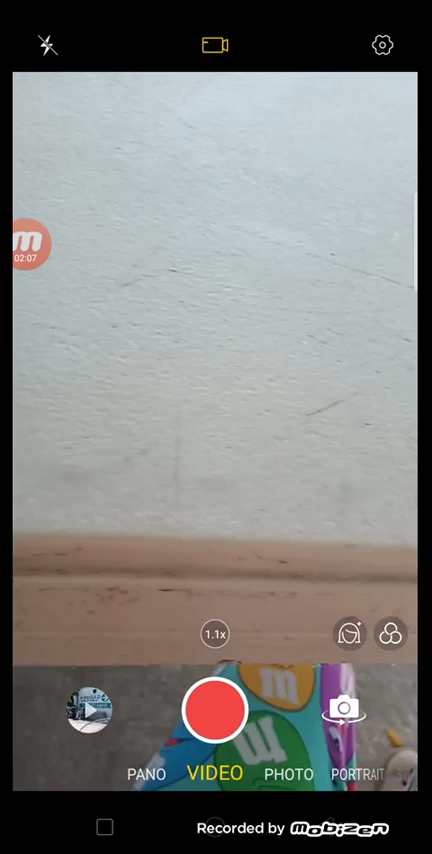 m
02:07
1.1x
m
m
PANO VIDEO PHOTO PORTRAIT
Recorded by Mobizen